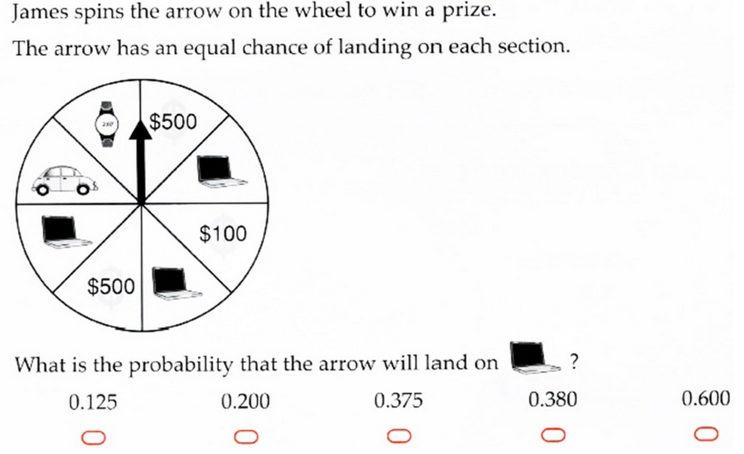 James spins the arrow on the wheel to win a prize.
The arrow has an equal chance of landing on each section.
$500
$100
$500
What is the probability that the arrow will land on ?
0.125 0.200 0.375 0.380 0.600